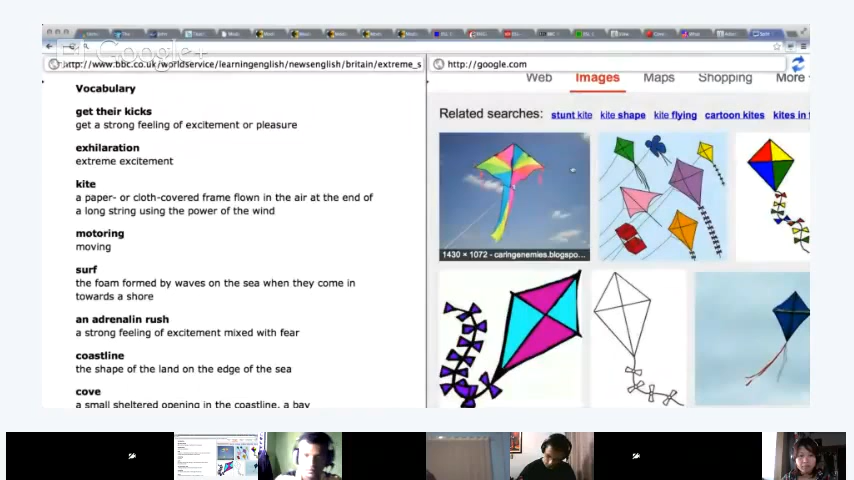 Google+
http://www.bbc.co.uk/worldservice/learningenglish/newsenglish/britain/extreme_s
http://google.com
Vocabulary
get their kicks
get a strong feeling of excitement or pleasure
exhilaration
extreme excitement
kite
a paper- or cloth-covered frame flown in the air at the end of
a long string using the power of the wind
motoring
moving
surf
the foam formed by waves on the sea when they come in
towards a shore
an adrenalin rush
a strong feeling of excitement mixed with fear
coastline
the shape of the land on the edge of the sea
cove
a small sheltered opening in the coastline, a bay
Web Images Maps Shopping More
Related searches: stunt kite kite shape kite flying cartoon kites kites in
1430 × 1072 - caringenemies.blogspo...